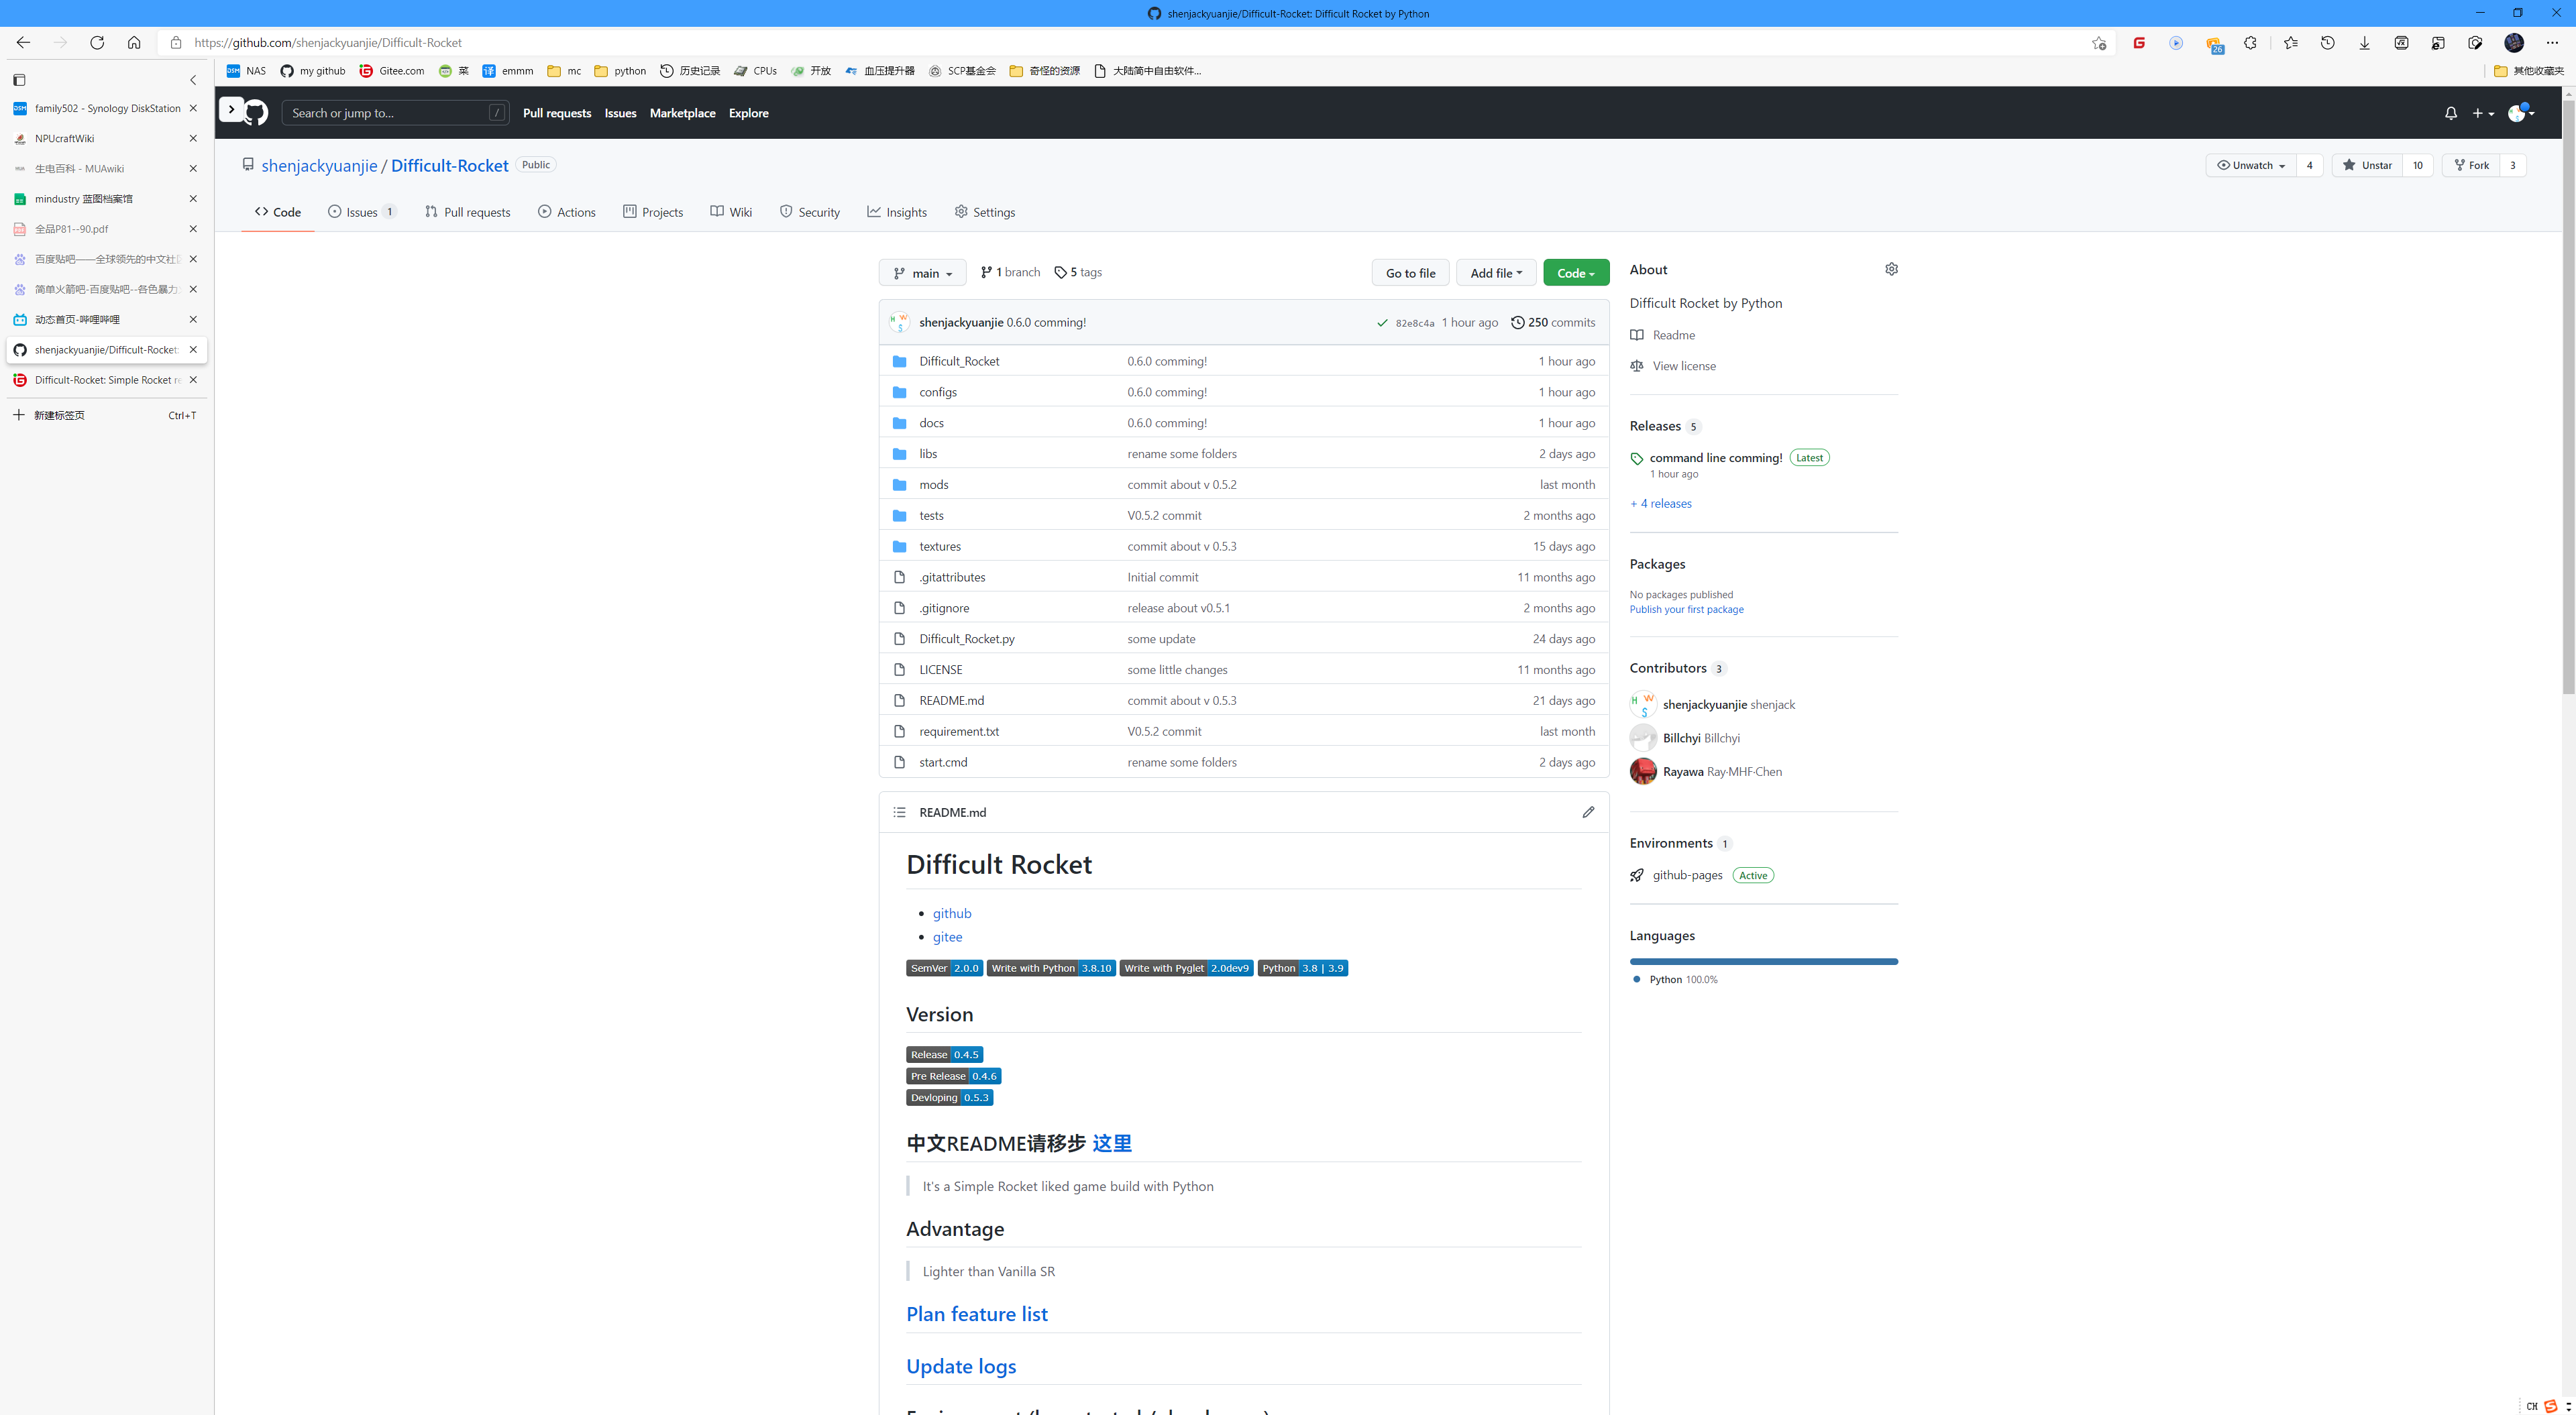 shenjackyuanjie/Difficult-Rocket: Difficult Rocket by Python
https://github.com/shenjackyuanjie/Difficult-Rocket
26
NAS my github Gitee.com 菜 emmm mc python 历史记录 CPUs 开放 血压提升器 SCP基金会 奇怪的资源 大陆简中自由软件... 其他收藏夹
family502 - Synology DiskStation
NPUcraftWiki
生电百科 - MUAwiki
mindustry 蓝图档案馆
全品P81--90.pdf
百度贴吧——全球领先的中文社
简单火箭吧-百度贴吧--各色暴力
动态首页-哔哩哔哩
shenjackyuanjie/Difficult-Rocket:
Difficult-Rocket: Simple Rocket re
新建标签页 Ctrl+T
Search or jump to... / Pull requests Issues Marketplace Explore
shenjackyuanjie / Difficult-Rocket Public
Unwatch 4 Unstar 10 Fork 3
Code Issues 1 Pull requests Actions Projects Wiki Security Insights Settings
main 1 branch 5 tags Go to file Add file Code
shenjackyuanjie 0.6.0 comming! 82e8c4a 1 hour ago 250 commits
Difficult_Rocket 0.6.0 comming! 1 hour ago
configs 0.6.0 comming! 1 hour ago
docs 0.6.0 comming! 1 hour ago
libs rename some folders 2 days ago
mods commit about v 0.5.2 last month
tests V0.5.2 commit 2 months ago
textures commit about v 0.5.3 15 days ago
.gitattributes Initial commit 11 months ago
.gitignore release about v0.5.1 2 months ago
Difficult_Rocket.py some update 24 days ago
LICENSE some little changes 11 months ago
README.md commit about v 0.5.3 21 days ago
requirement.txt V0.5.2 commit last month
start.cmd rename some folders 2 days ago
README.md
Difficult Rocket
github
gitee
SemVer 2.0.0 Write with Python 3.8.10 Write with Pyglet 2.0dev9 Python 3.8 | 3.9
Version
Release 0.4.5
Pre Release 0.4.6
Devloping 0.5.3
中文README请移步 这里
It's a Simple Rocket liked game build with Python
Advantage
Lighter than Vanilla SR
Plan feature list
Update logs
About
Difficult Rocket by Python
Readme
View license
Releases 5
command line comming! Latest
1 hour ago
+ 4 releases
Packages
No packages published
Publish your first package
Contributors 3
shenjackyuanjie shenjack
Billchyi Billchyi
Rayawa Ray·MHF·Chen
Environments 1
github-pages Active
Languages
Python 100.0%
CH